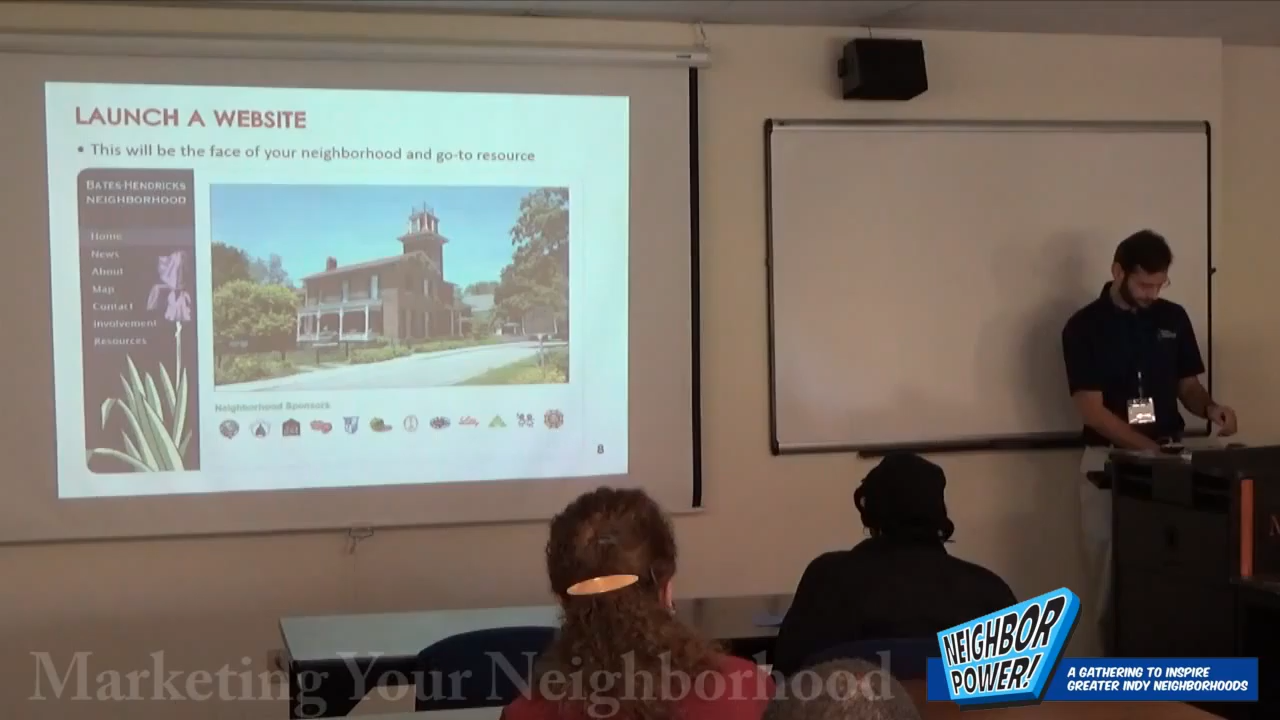 LAUNCH A WEBSITE
• This will be the face of your neighborhood and go-to resource
BATES-HENDRICKS
NEIGHBORHOOD
Home
News
About
Map
Contact
Involvement
Resources
Neighborhood Sponsors
Lilly
8
Marketing Your Neighborhood
NEIGHBOR
POWER!
A GATHERING TO INSPIRE
GREATER INDY NEIGHBORHOODS